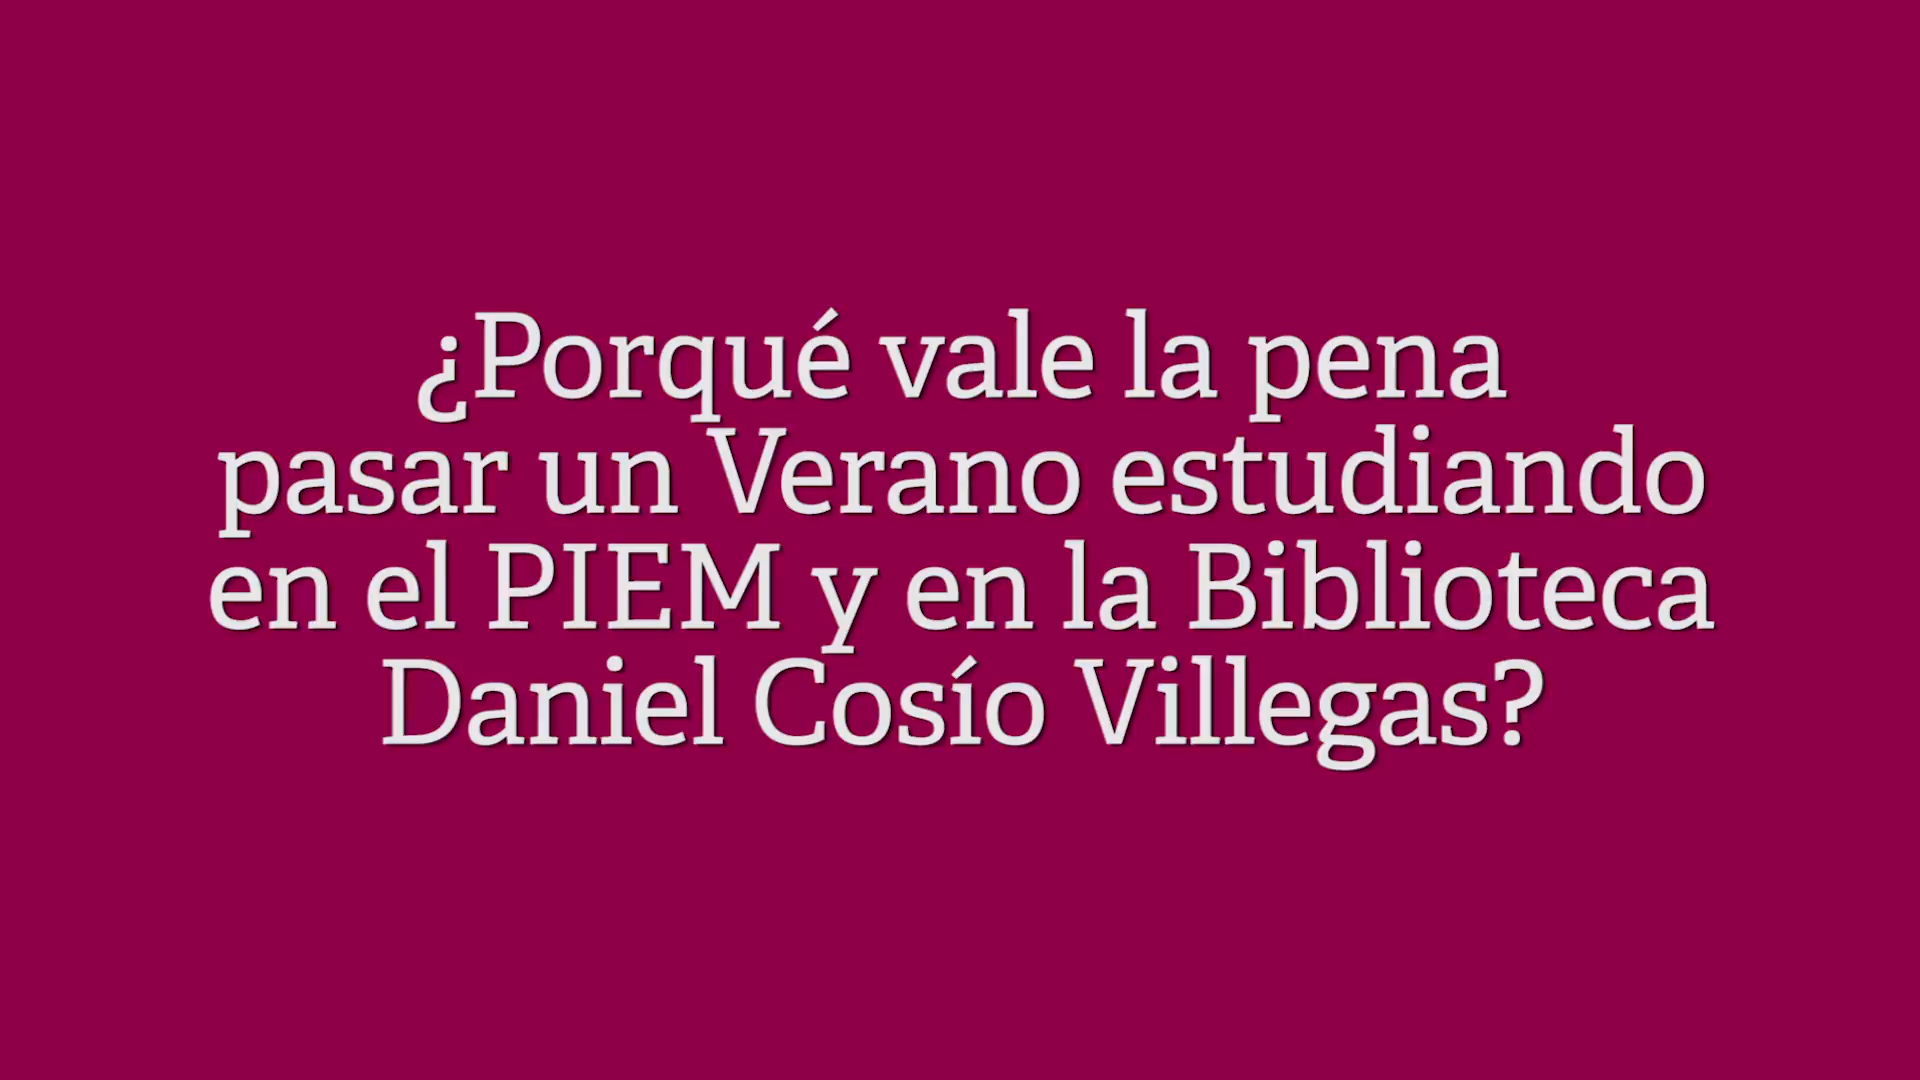 ¿Porqué vale la pena
pasar un Verano estudiando
en el PIEM y en la Biblioteca
Daniel Cosío Villegas?